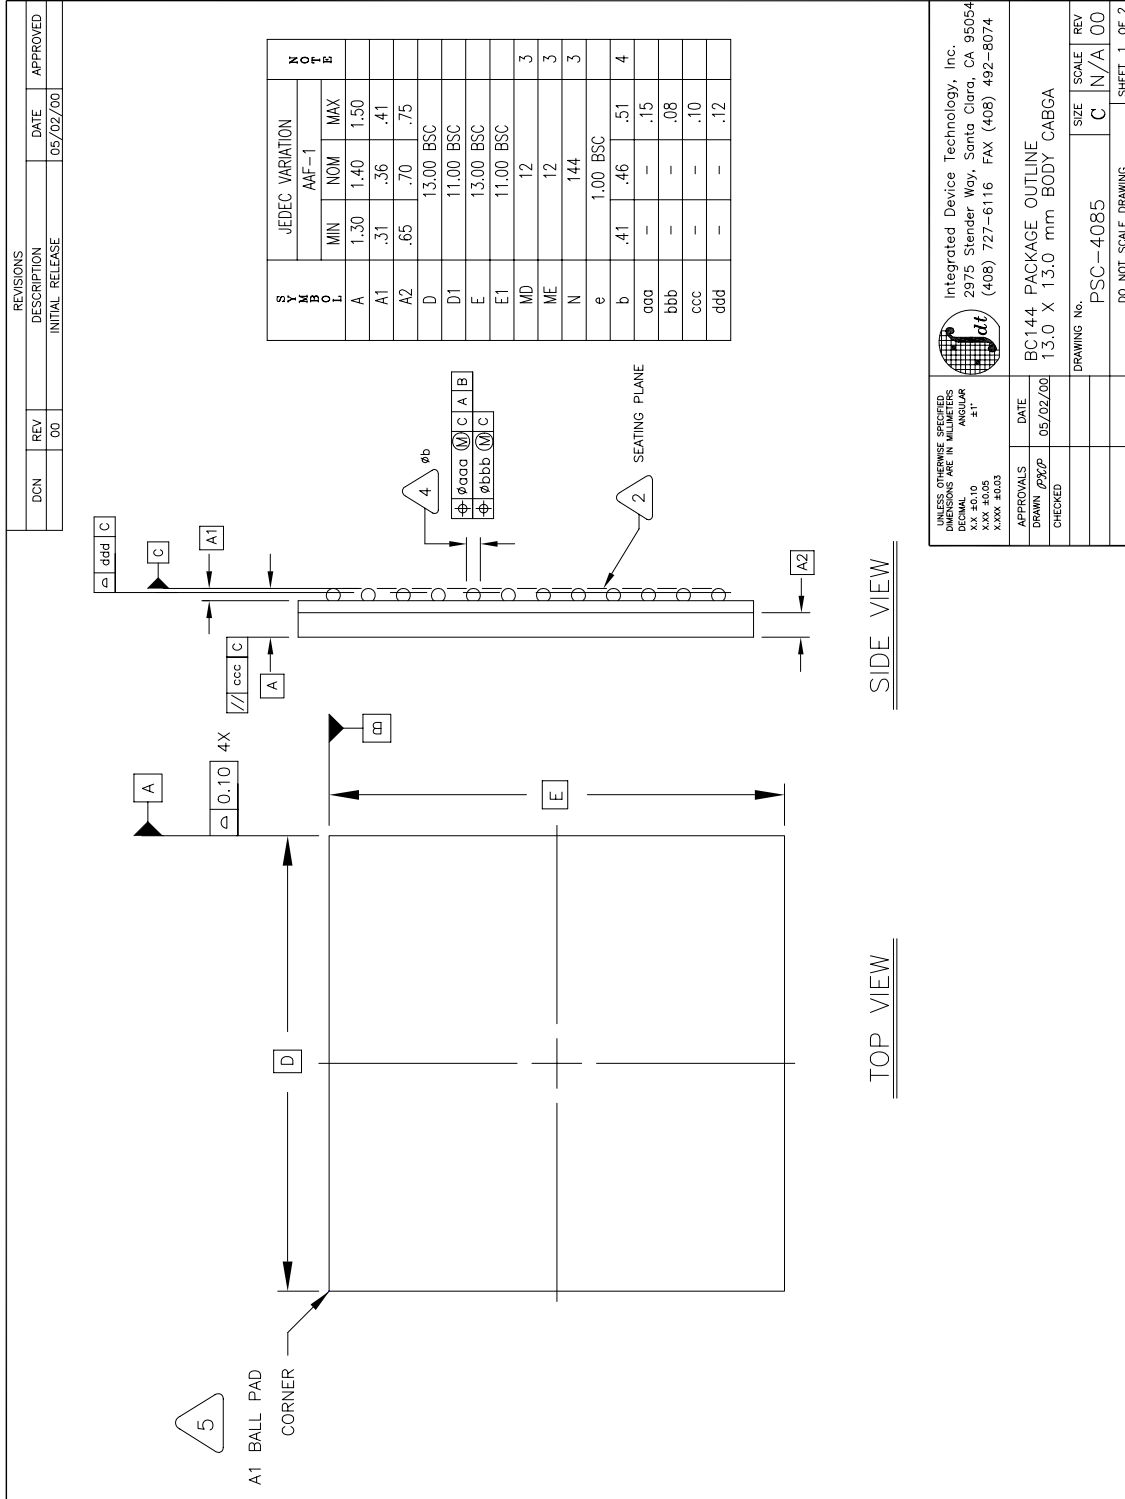 REVISIONS
DCN REV DESCRIPTION DATE APPROVED
00 INITIAL RELEASE 05/02/00
SYMBOL JEDEC VARIATION NOTE
AAF-1
MIN NOM MAX
A 1.30 1.40 1.50
A1 .31 .36 .41
A2 .65 .70 .75
D 13.00 BSC
D1 11.00 BSC
E 13.00 BSC
E1 11.00 BSC
MD 12 3
ME 12 3
N 144 3
e 1.00 BSC
b .41 .46 .51 4
aaa – – .15
bbb – – .08
ccc – – .10
ddd – – .12
ddd C
C
A1
// ccc C
A
4
øb
øaaa Ⓜ C A B
øbbb Ⓜ C
2
SEATING PLANE
A2
SIDE VIEW
5
A1 BALL PAD
CORNER
A
0.10 4X
D
B
E
TOP VIEW
UNLESS OTHERWISE SPECIFIED
DIMENSIONS ARE IN MILLIMETERS
DECIMAL ANGULAR
X.X ±0.10 ±1°
X.XX ±0.05
X.XXX ±0.03
APPROVALS DATE
DRAWN 05/02/00
CHECKED
idt
Integrated Device Technology, Inc.
2975 Stender Way, Santa Clara, CA 95054
(408) 727-6116 FAX (408) 492-8074
BC144 PACKAGE OUTLINE
13.0 X 13.0 mm BODY CABGA
DRAWING No. SIZE SCALE REV
PSC-4085 C N/A 00
DO NOT SCALE DRAWING SHEET 1 OF 2